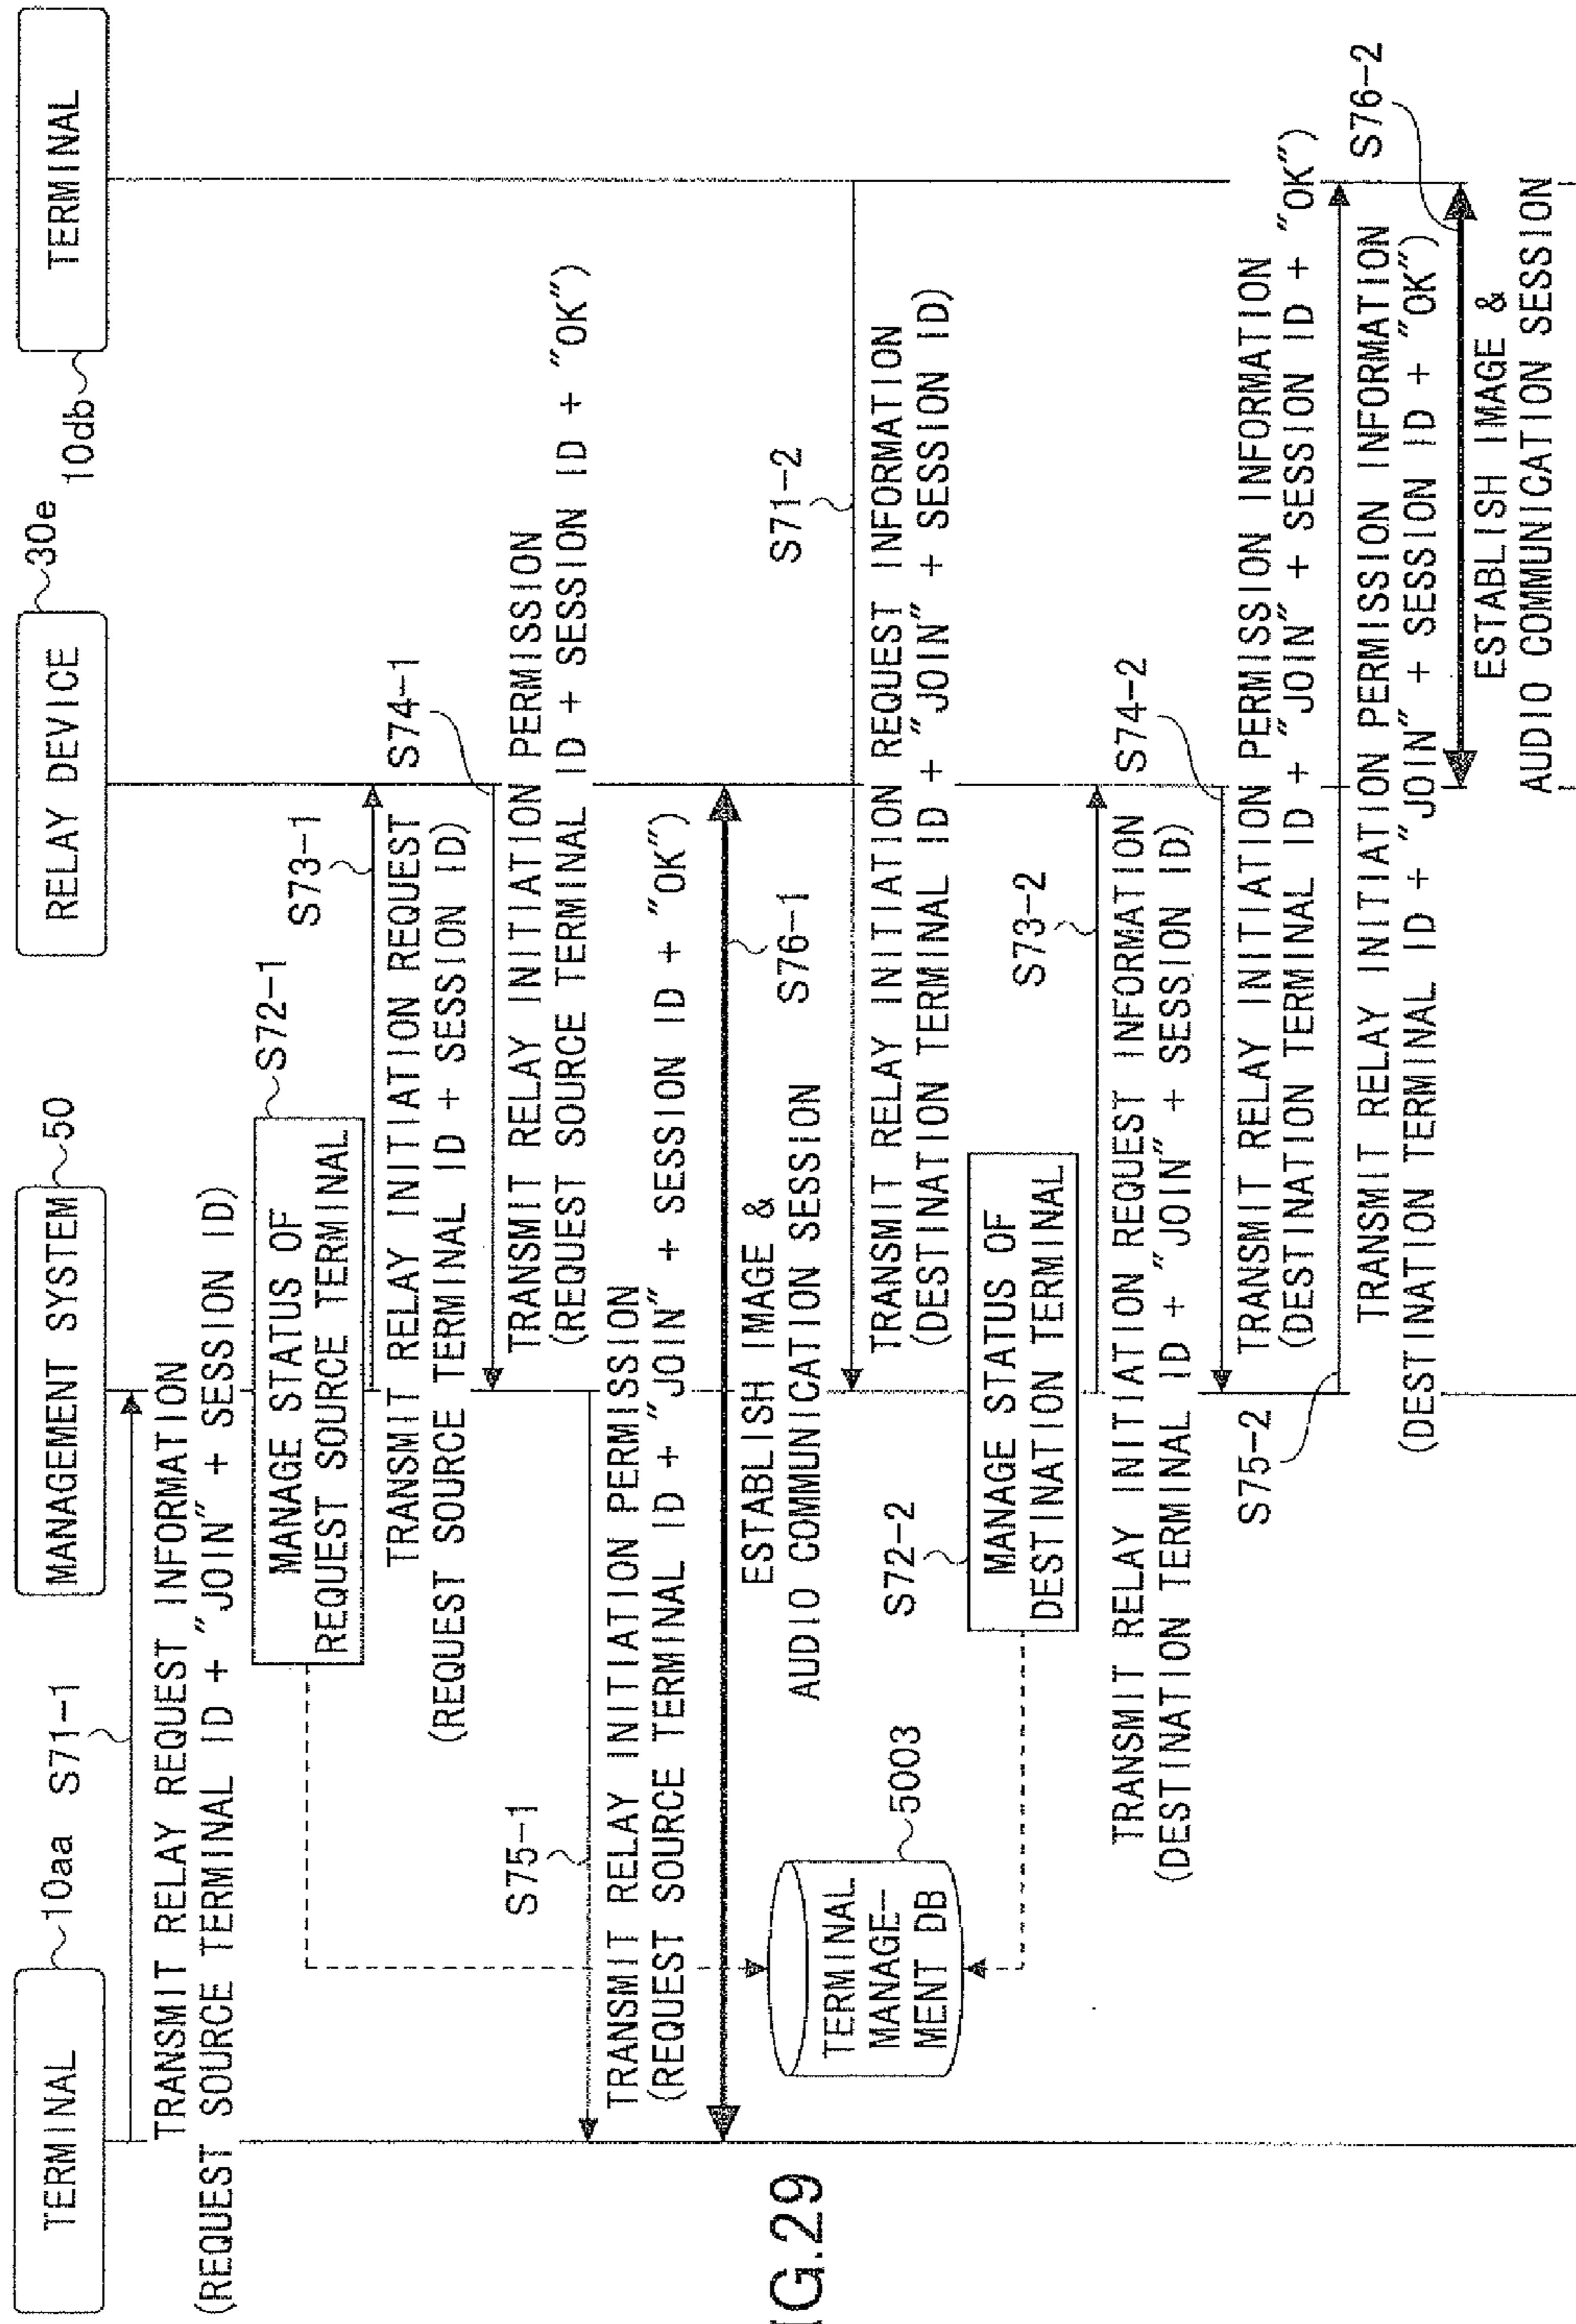 TERMINAL
10aa
MANAGEMENT SYSTEM
50
RELAY DEVICE
30e
TERMINAL
10db
S71-1
TRANSMIT RELAY REQUEST INFORMATION
(REQUEST SOURCE TERMINAL ID + "JOIN" + SESSION ID)
S72-1
MANAGE STATUS OF
REQUEST SOURCE TERMINAL
S73-1
TRANSMIT RELAY INITIATION REQUEST
(REQUEST SOURCE TERMINAL ID + SESSION ID)
S74-1
TRANSMIT RELAY INITIATION PERMISSION
(REQUEST SOURCE TERMINAL ID + SESSION ID + "OK")
S75-1
TRANSMIT RELAY INITIATION PERMISSION
(REQUEST SOURCE TERMINAL ID + "JOIN" + SESSION ID + "OK")
S76-1
ESTABLISH IMAGE &
AUDIO COMMUNICATION SESSION
S71-2
TRANSMIT RELAY INITIATION REQUEST INFORMATION
(DESTINATION TERMINAL ID + "JOIN" + SESSION ID)
TERMINAL
MANAGE-
MENT DB
5003
S72-2
MANAGE STATUS OF
DESTINATION TERMINAL
S73-2
TRANSMIT RELAY INITIATION REQUEST INFORMATION
(DESTINATION TERMINAL ID + "JOIN" + SESSION ID)
S74-2
TRANSMIT RELAY INITIATION PERMISSION INFORMATION
(DESTINATION TERMINAL ID + "JOIN" + SESSION ID + "OK")
S75-2
TRANSMIT RELAY INITIATION PERMISSION INFORMATION
(DESTINATION TERMINAL ID + "JOIN" + SESSION ID + "OK")
S76-2
ESTABLISH IMAGE &
AUDIO COMMUNICATION SESSION
IG.29